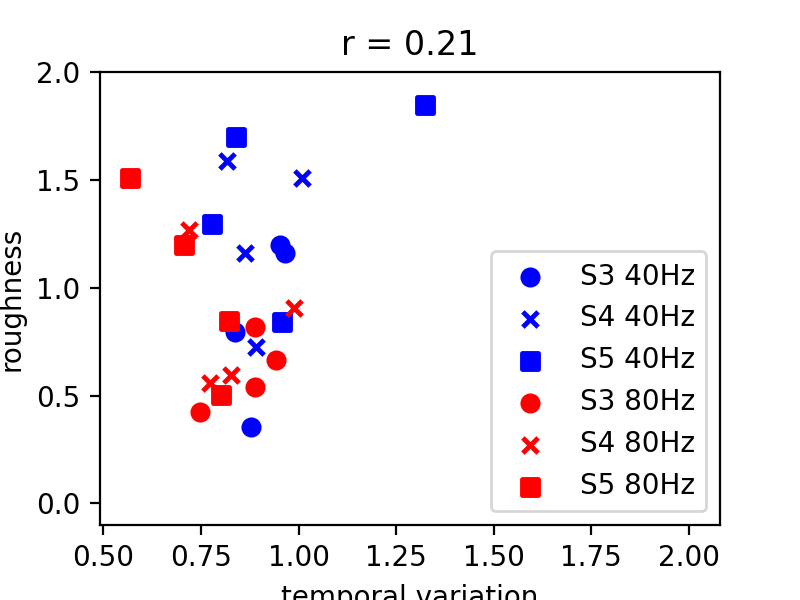 r = 0.21
2.0
1.5
1.0
0.5
0.0
roughness
S3 40Hz
S4 40Hz
S5 40Hz
S3 80Hz
S4 80Hz
S5 80Hz
0.50 0.75 1.00 1.25 1.50 1.75 2.00
temporal variation